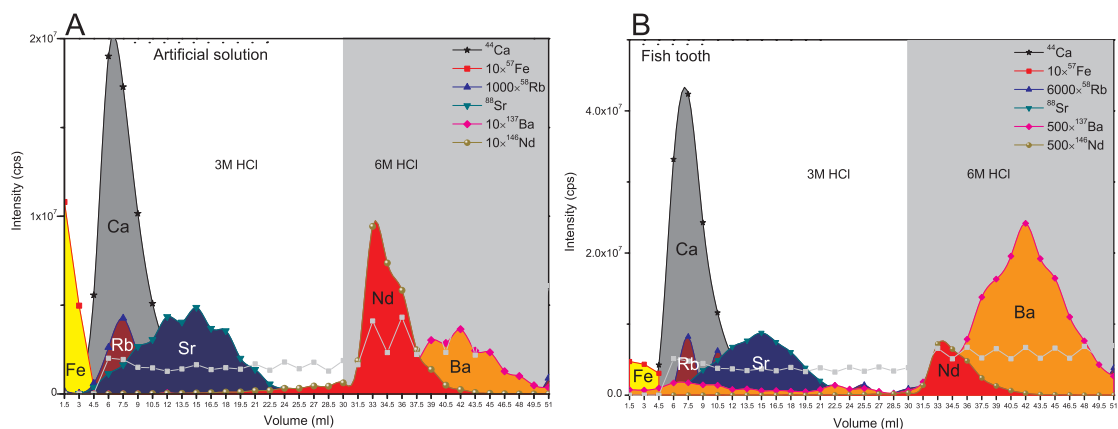 A
Artificial solution
2x10⁷
1x10⁷
0
Intensity (cps)
⁴⁴Ca
10×⁵⁷Fe
1000×⁵⁸Rb
⁸⁸Sr
10×¹³⁷Ba
10×¹⁴⁶Nd
3M HCl
6M HCl
Ca
Fe
Rb
Sr
Nd
Ba
1.5 3 4.5 6 7.5 9 10.5 12 13.5 15 16.5 18 19.5 21 22.5 24 25.5 27 28.5 30 31.5 33 34.5 36 37.5 39 40.5 42 43.5 45 46.5 48 49.5 51
Volume (ml)
B
Fish tooth
4.0x10⁷
2.0x10⁷
0.0
Intensity (cps)
⁴⁴Ca
10×⁵⁷Fe
6000×⁵⁸Rb
⁸⁸Sr
500×¹³⁷Ba
500×¹⁴⁶Nd
3M HCl
6M HCl
Ca
Fe
Rb
Sr
Nd
Ba
1.5 3 4.5 6 7.5 9 10.5 12 13.5 15 16.5 18 19.5 21 22.5 24 25.5 27 28.5 30 31.5 33 34.5 36 37.5 39 40.5 42 43.5 45 46.5 48 49.5 51
Volume (ml)